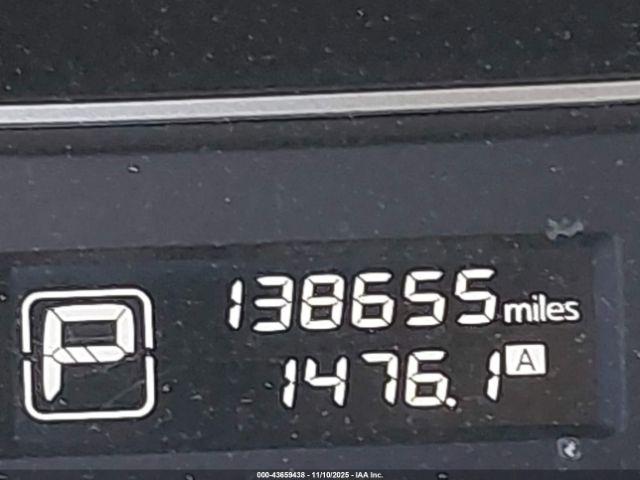 P
138655 miles
1476.1 A
000-43659438 - 11/10/2025 - IAA Inc.